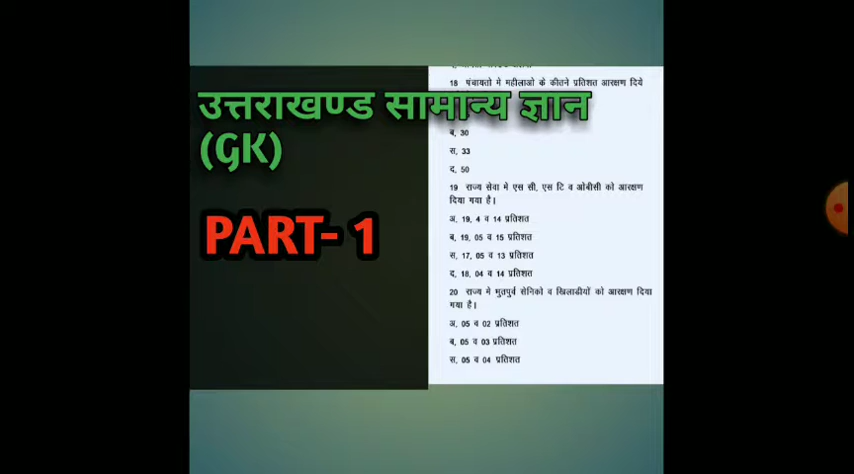 18 पंचायतो मे महीलाओ के कीतने प्रतिशत आरक्षण दिये
उत्तराखण्ड सामान्य ज्ञान
(GK)
PART- 1
ब, 30
स, 33
द, 50
19 राज्य सेवा मे एस सी, एस टि व ओबीसी को आरक्षण
दिया गया है।
अ, 19, 4 व 14 प्रतिशत
ब, 19, 05 व 15 प्रतिशत
स, 17, 05 व 13 प्रतिशत
द, 18, 04 व 14 प्रतिशत
20 राज्य मे भुतपुर्व सेनिको व खिलाडीयों को आरक्षण दिया
गया है।
अ, 05 व 02 प्रतिशत
ब, 05 व 03 प्रतिशत
स, 05 व 04 प्रतिशत